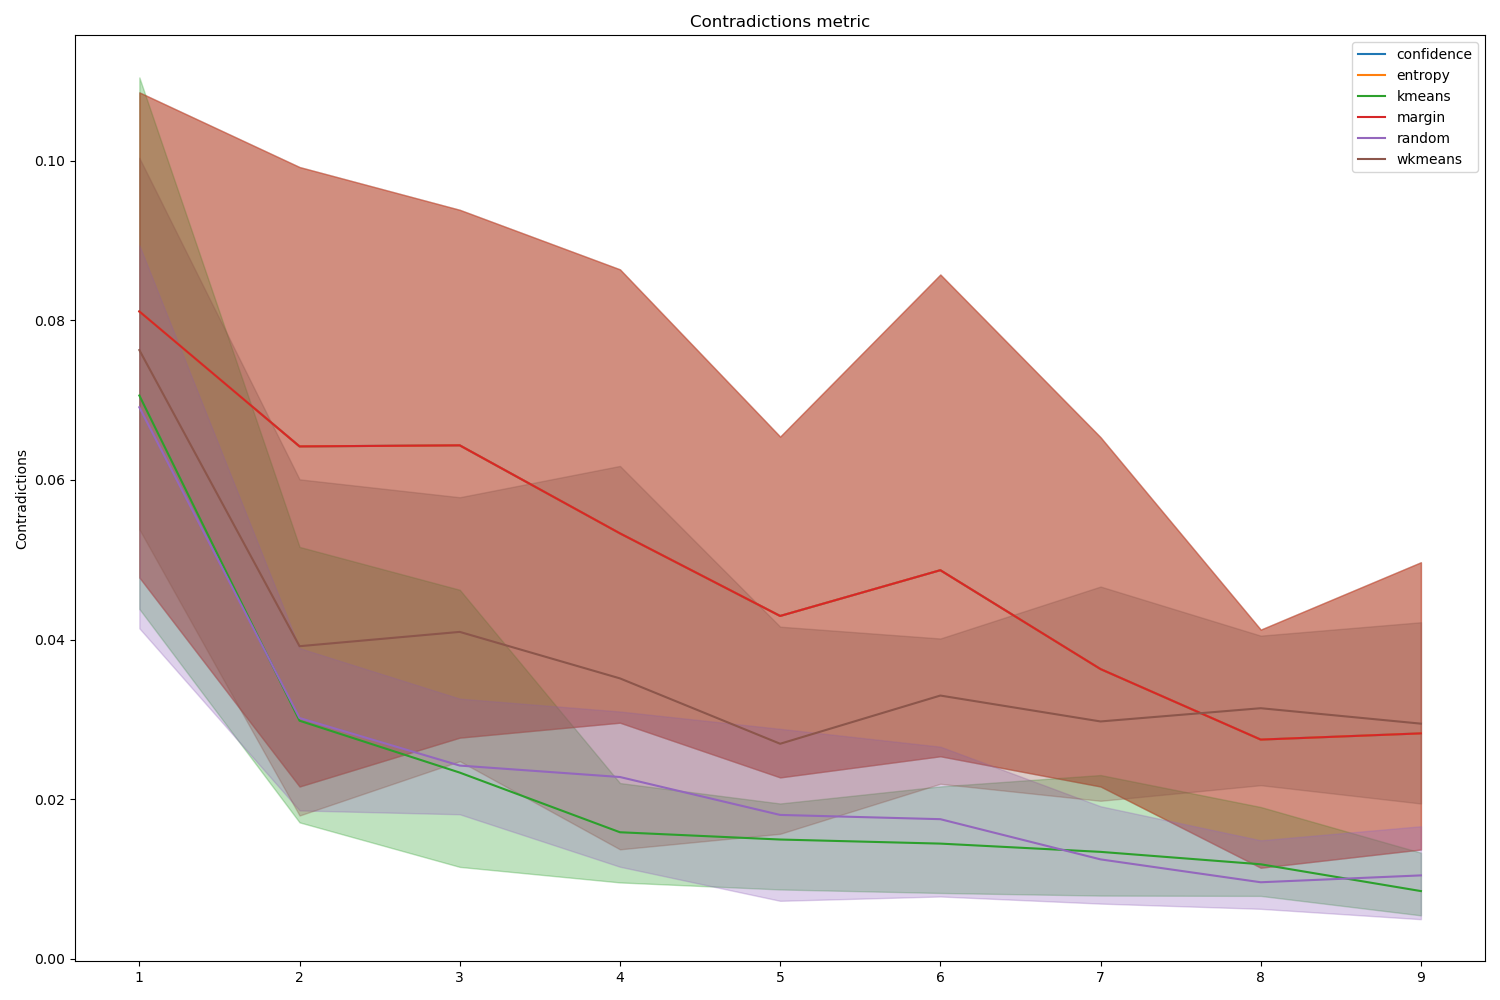 Contradictions metric
confidence
entropy
kmeans
margin
random
wkmeans
0.10
0.08
0.06
0.04
0.02
0.00
Contradictions
1 2 3 4 5 6 7 8 9